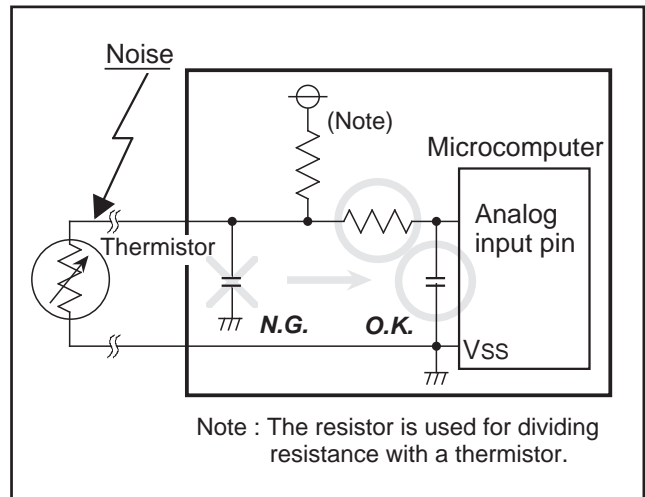 Noise
(Note)
Microcomputer
Analog
input pin
Thermistor
N.G.
O.K.
VSS
Note : The resistor is used for dividing
resistance with a thermistor.